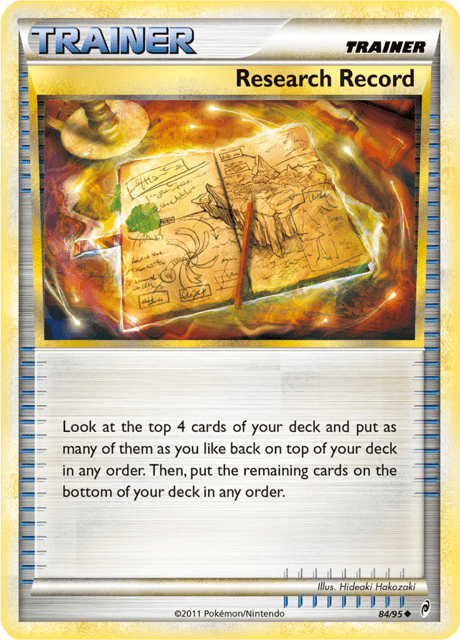 TRAINER
TRAINER
Research Record
Look at the top 4 cards of your deck and put as
many of them as you like back on top of your deck
in any order. Then, put the remaining cards on the
bottom of your deck in any order.
Illus. Hideaki Hakozaki
©2011 Pokémon/Nintendo
84/95